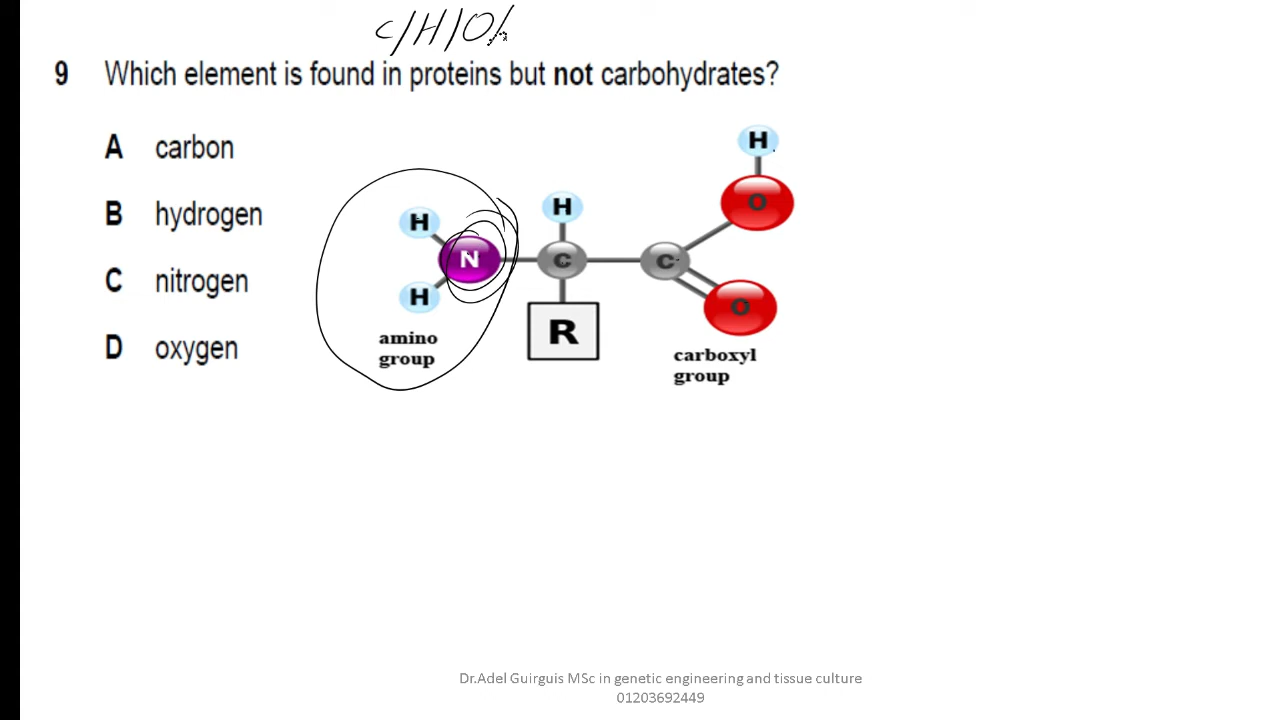 C/H/O/
9 Which element is found in proteins but not carbohydrates?
A carbon
B hydrogen
C nitrogen
D oxygen
H
O
H
H
N
C
C
H
O
R
amino
group
carboxyl
group
Dr.Adel Guirguis MSc in genetic engineering and tissue culture
01203692449